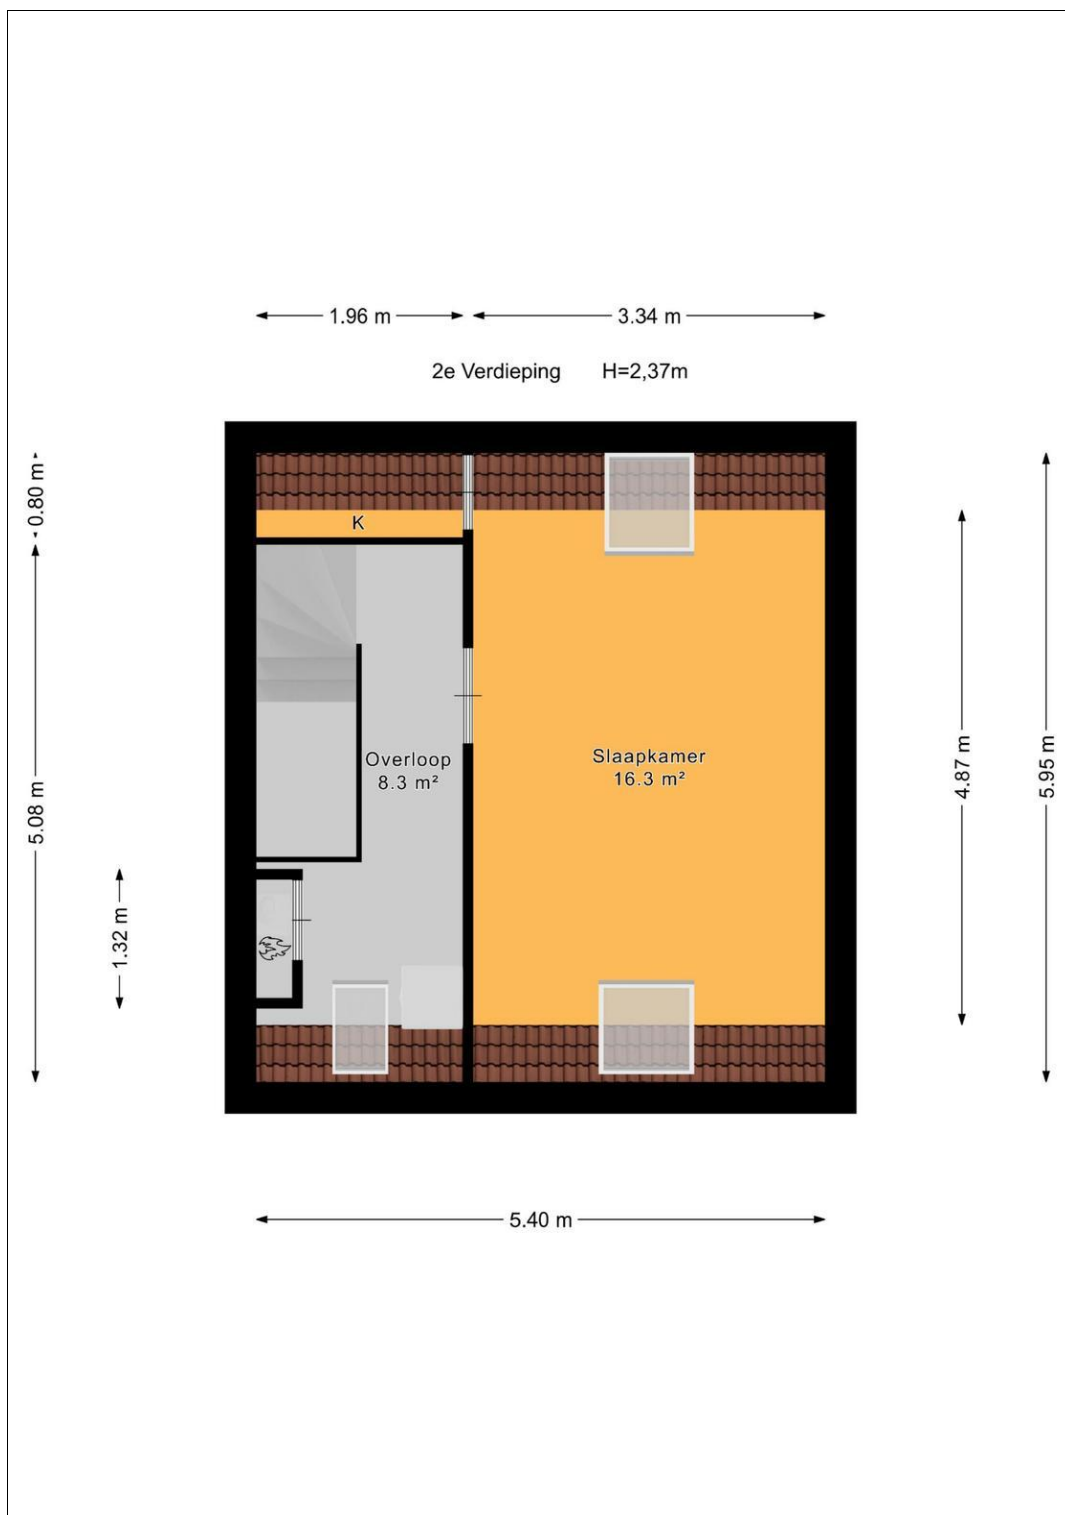 1.96 m
3.34 m
2e Verdieping H=2,37m
0.80 m
K
5.08 m
Overloop
8.3 m²
Slaapkamer
16.3 m²
4.87 m
5.95 m
1.32 m
5.40 m